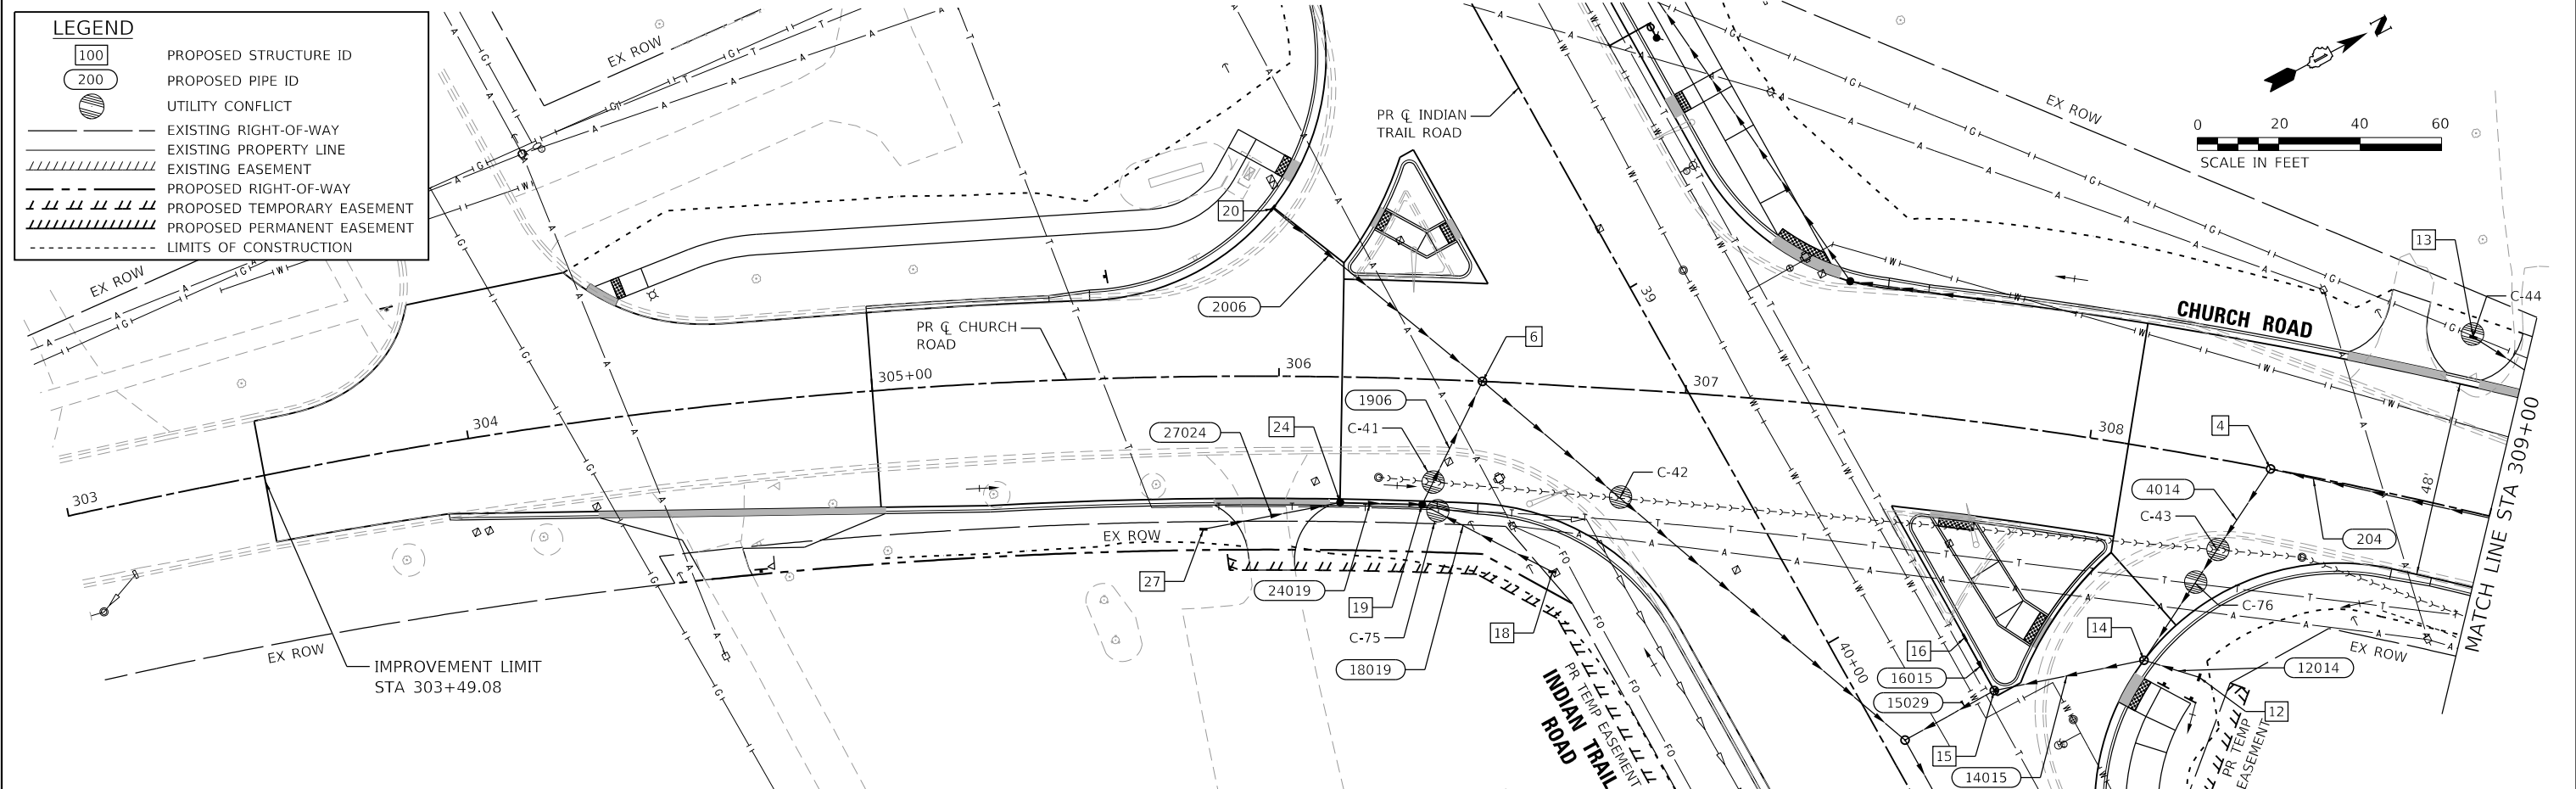 LEGEND
100 PROPOSED STRUCTURE ID
200 PROPOSED PIPE ID
UTILITY CONFLICT
EXISTING RIGHT-OF-WAY
EXISTING PROPERTY LINE
EXISTING EASEMENT
PROPOSED RIGHT-OF-WAY
PROPOSED TEMPORARY EASEMENT
PROPOSED PERMANENT EASEMENT
LIMITS OF CONSTRUCTION
EX ROW
EX ROW
EX ROW
N
0 20 40 60
SCALE IN FEET
PR ℄ INDIAN
TRAIL ROAD
20
2006
13
C-44
CHURCH ROAD
39
6
PR ℄ CHURCH
ROAD
303
304
305+00
306
307
308
1906
C-41
27024
24
C-42
4
4014
C-43
204
48'
MATCH LINE STA 309+00
EX ROW
27
24019
19
C-75
18019
18
EX ROW
IMPROVEMENT LIMIT
STA 303+49.08
INDIAN TRAIL
ROAD
PR TEMP EASEMENT
40+00
16
16015
15029
15
14015
14
C-76
12014
EX ROW
12
PR TEMP
EASEMENT